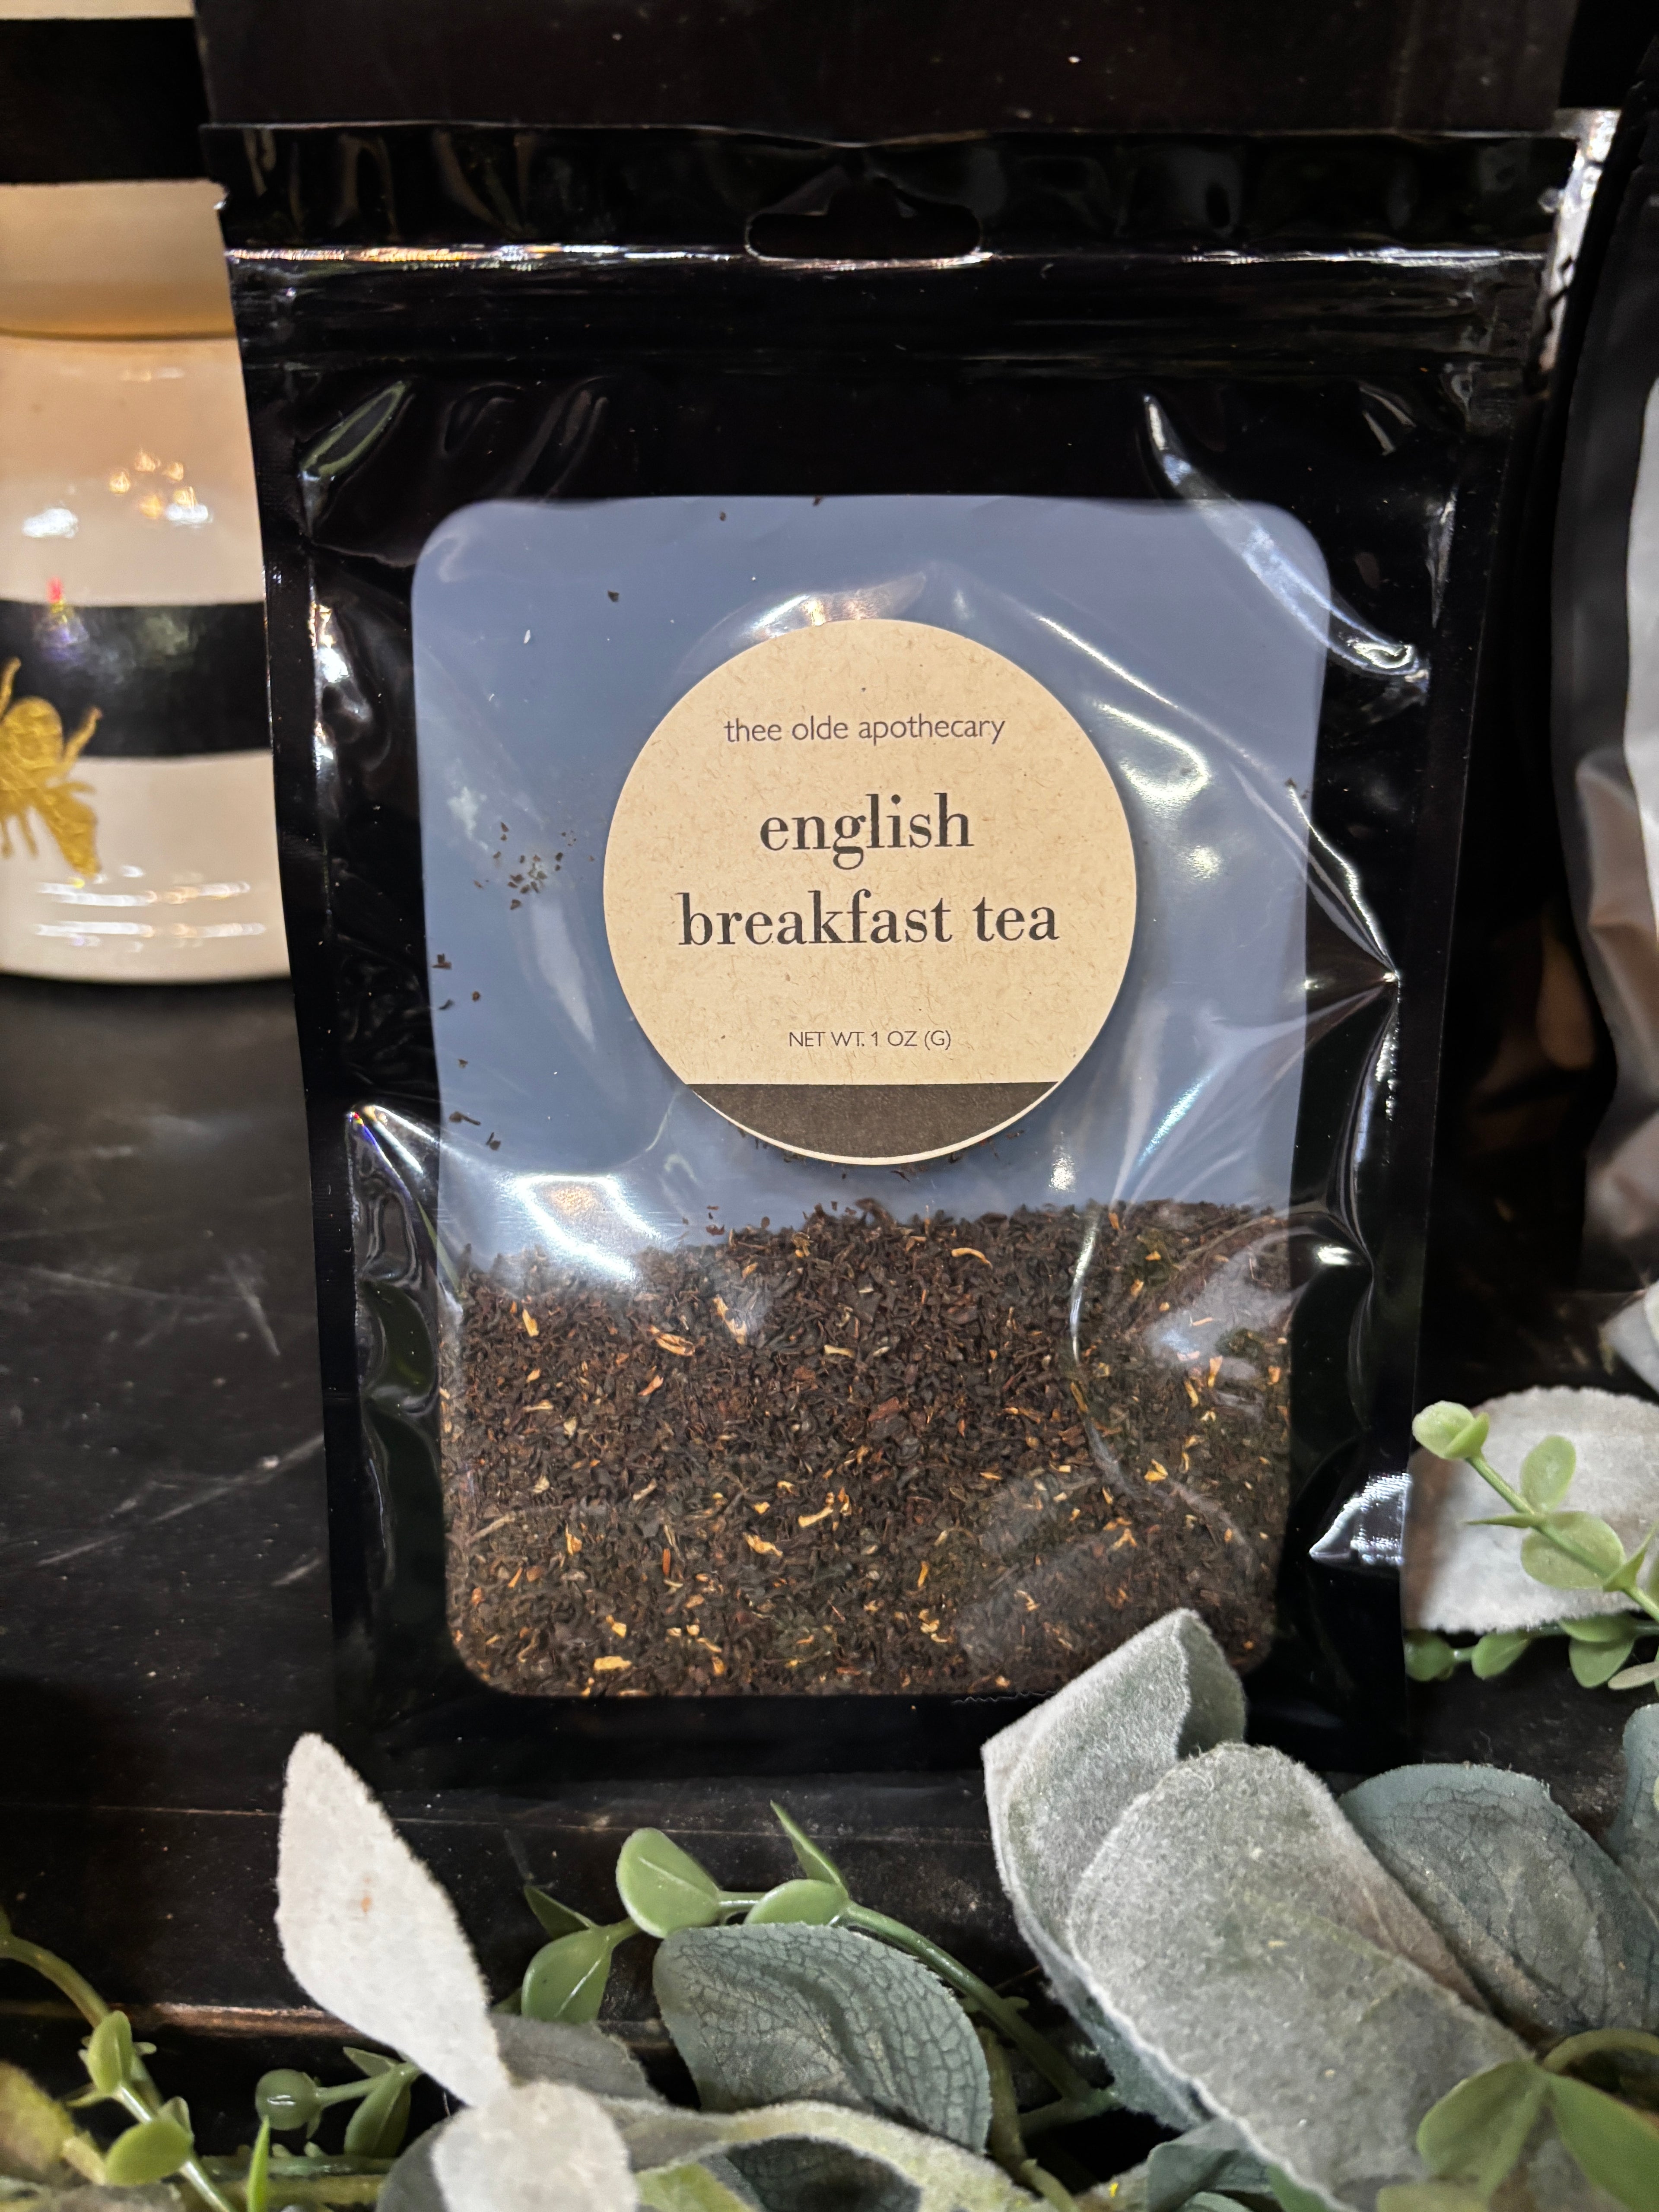 thee olde apothecary
english
breakfast tea
NET WT. 1 OZ (G)